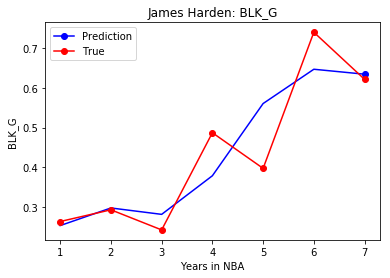 James Harden: BLK_G
Prediction
True
0.7
0.6
0.5
0.4
0.3
BLK_G
1 2 3 4 5 6 7
Years in NBA